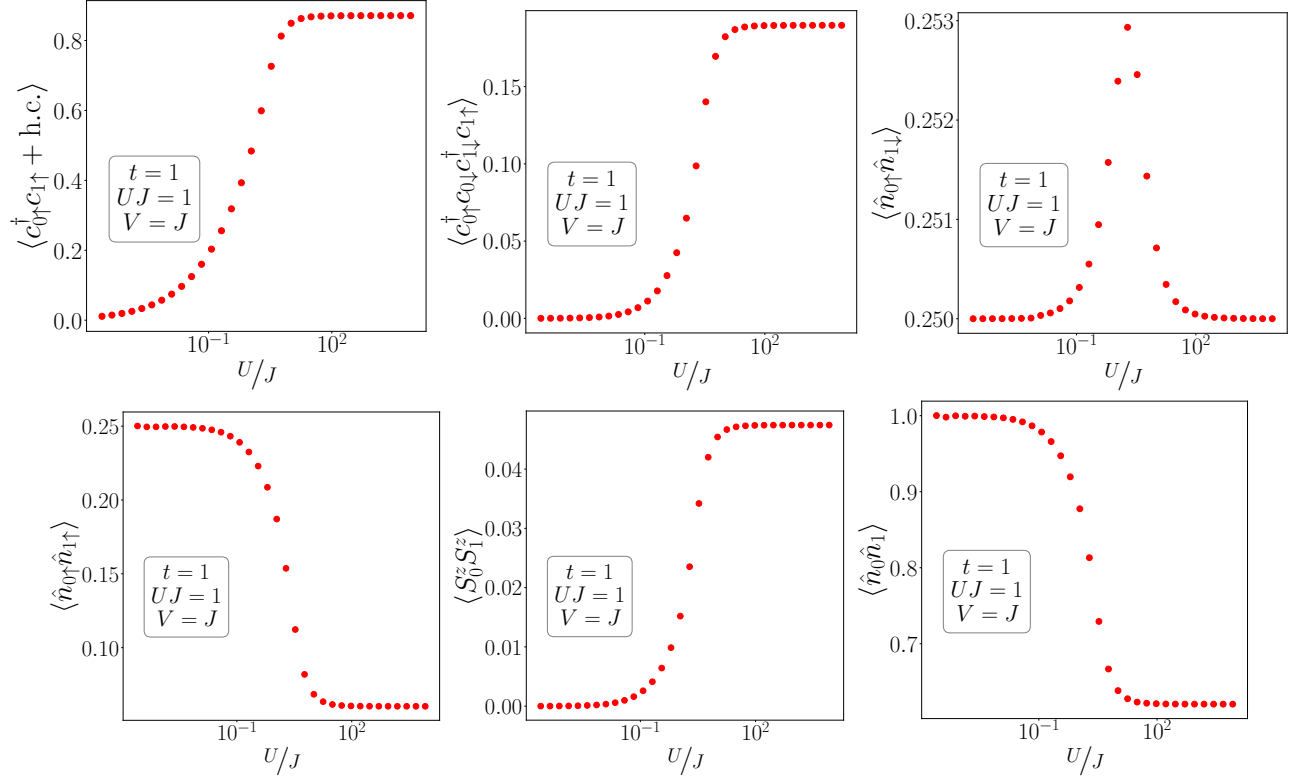 ⟨c†0↑c1↑ + h.c.⟩
0.8
0.6
0.4
0.2
0.0
t = 1
UJ = 1
V = J
10⁻¹
10²
U/J
⟨c†0↑c0↓c†1↓c1↑⟩
0.15
0.10
0.05
0.00
t = 1
UJ = 1
V = J
10⁻¹
10²
U/J
⟨n̂0↑n̂1↓⟩
0.253
0.252
0.251
0.250
t = 1
UJ = 1
V = J
10⁻¹
10²
U/J
⟨n̂0↑n̂1↑⟩
0.25
0.20
0.15
0.10
t = 1
UJ = 1
V = J
10⁻¹
10²
U/J
⟨Sᶻ0Sᶻ1⟩
0.04
0.03
0.02
0.01
0.00
t = 1
UJ = 1
V = J
10⁻¹
10²
U/J
⟨n̂0n̂1⟩
1.0
0.9
0.8
0.7
t = 1
UJ = 1
V = J
10⁻¹
10²
U/J